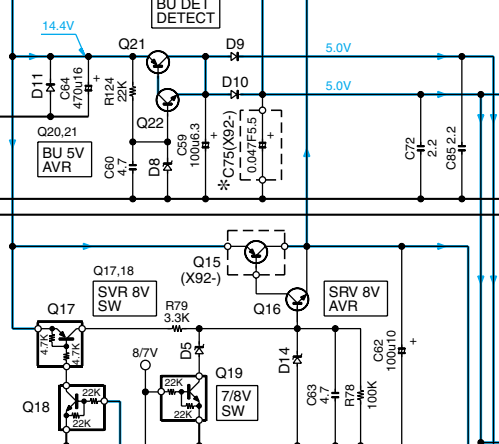 BU DET
DETECT
14.4V
Q21
D9
5.0V
D11
C64
470u16
+
R124
22K
D10
5.0V
Q22
Q20,21
BU 5V
AVR
C60
4.7
D8
C59
100u6.3
+
*C75(X92-)
0.047F5.5
+
C72
2.2
C85 2.2
Q15
(X92-)
Q17,18
SVR 8V
SW
Q16
SRV 8V
AVR
Q17
R79
3.3K
4.7K
4.7K
8/7V
D5
D14
C62
100u10
+
Q19
22K
22K
7/8V
SW
C63
4.7
R78
100K
Q18
22K
22K